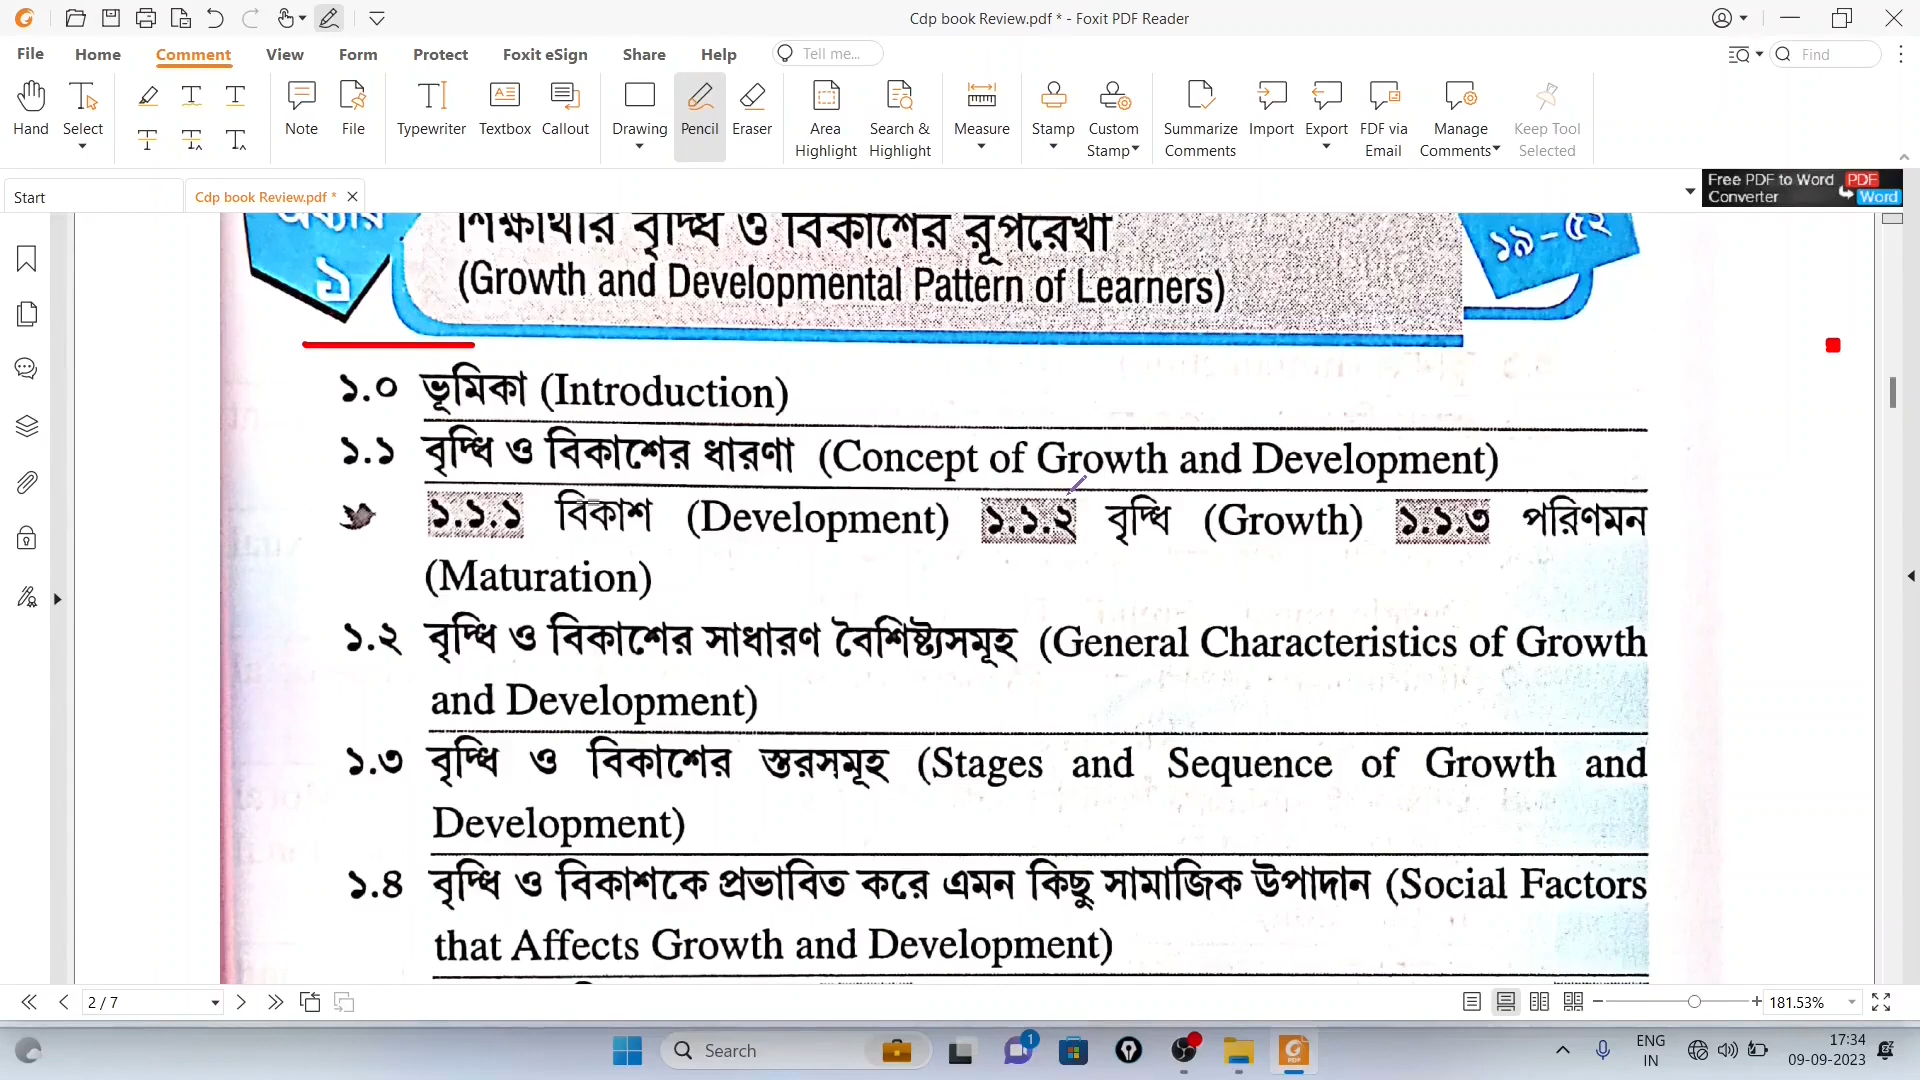 Cdp book Review.pdf * - Foxit PDF Reader
File Home Comment View Form Protect Foxit eSign Share Help Tell me... Find
Hand Select Note File Typewriter Textbox Callout Drawing Pencil Eraser Area Highlight Search & Highlight Measure Stamp Custom Stamp Summarize Comments Import Export FDF via Email Manage Comments Keep Tool Selected
Start Cdp book Review.pdf *
Free PDF to Word PDF
Converter Word
অধ্যায় শিক্ষার্থীর বৃদ্ধি ও বিকাশের রূপরেখা ১৯-৫২
১ (Growth and Developmental Pattern of Learners)
১.০ ভূমিকা (Introduction)
১.১ বৃদ্ধি ও বিকাশের ধারণা (Concept of Growth and Development)
১.১.১ বিকাশ (Development) ১.১.২ বৃদ্ধি (Growth) ১.১.৩ পরিণমন
(Maturation)
১.২ বৃদ্ধি ও বিকাশের সাধারণ বৈশিষ্ট্যসমূহ (General Characteristics of Growth
and Development)
১.৩ বৃদ্ধি ও বিকাশের স্তরসমূহ (Stages and Sequence of Growth and
Development)
১.৪ বৃদ্ধি ও বিকাশকে প্রভাবিত করে এমন কিছু সামাজিক উপাদান (Social Factors
that Affects Growth and Development)
2 / 7 181.53%
Search 1 ENG 17:34
IN 09-09-2023